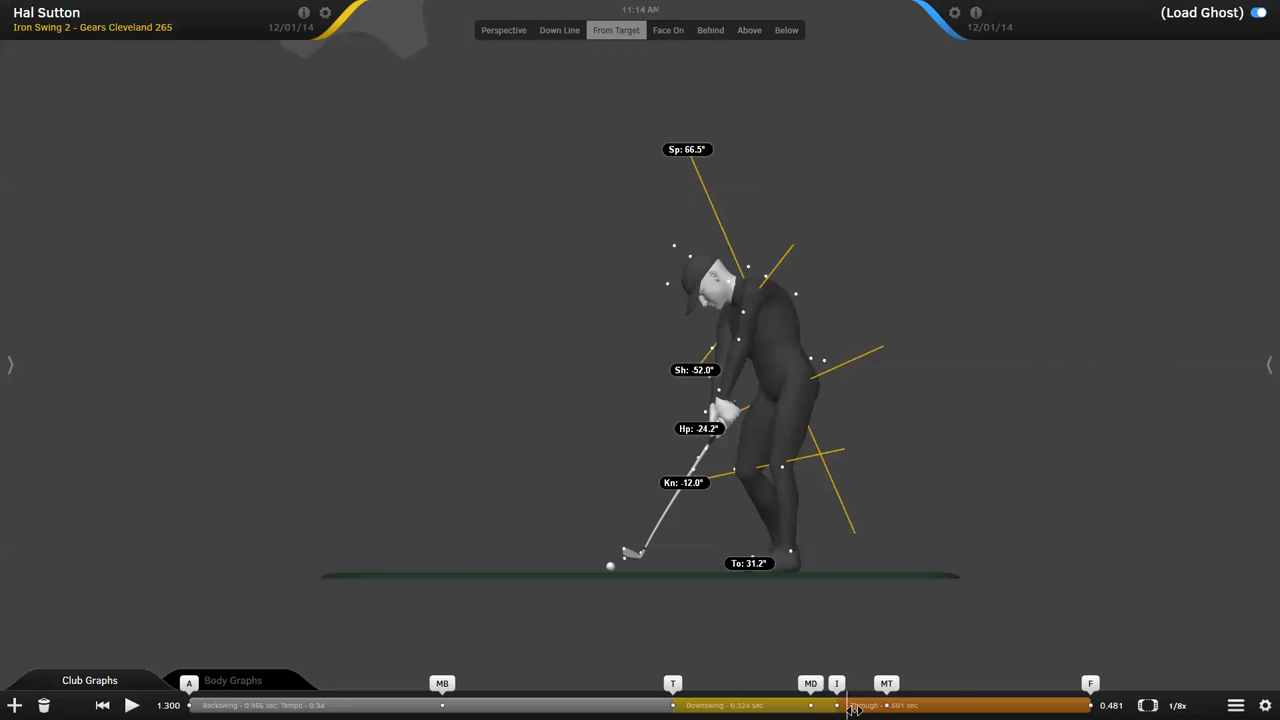 Hal Sutton
Iron Swing 2 - Gears Cleveland 265
12/01/14
11:14 AM
Perspective
Down Line
From Target
Face On
Behind
Above
Below
(Load Ghost)
12/01/14
Sp: 66.5°
Sh: -52.0°
Hp: -24.2°
Kn: -12.0°
To: 31.2°
Club Graphs
Body Graphs
A
MB
T
MD
I
MT
F
1.300
Backswing - 0.956 sec, Tempo - 0.34
Downswing - 0.324 sec
0.481
1/8x